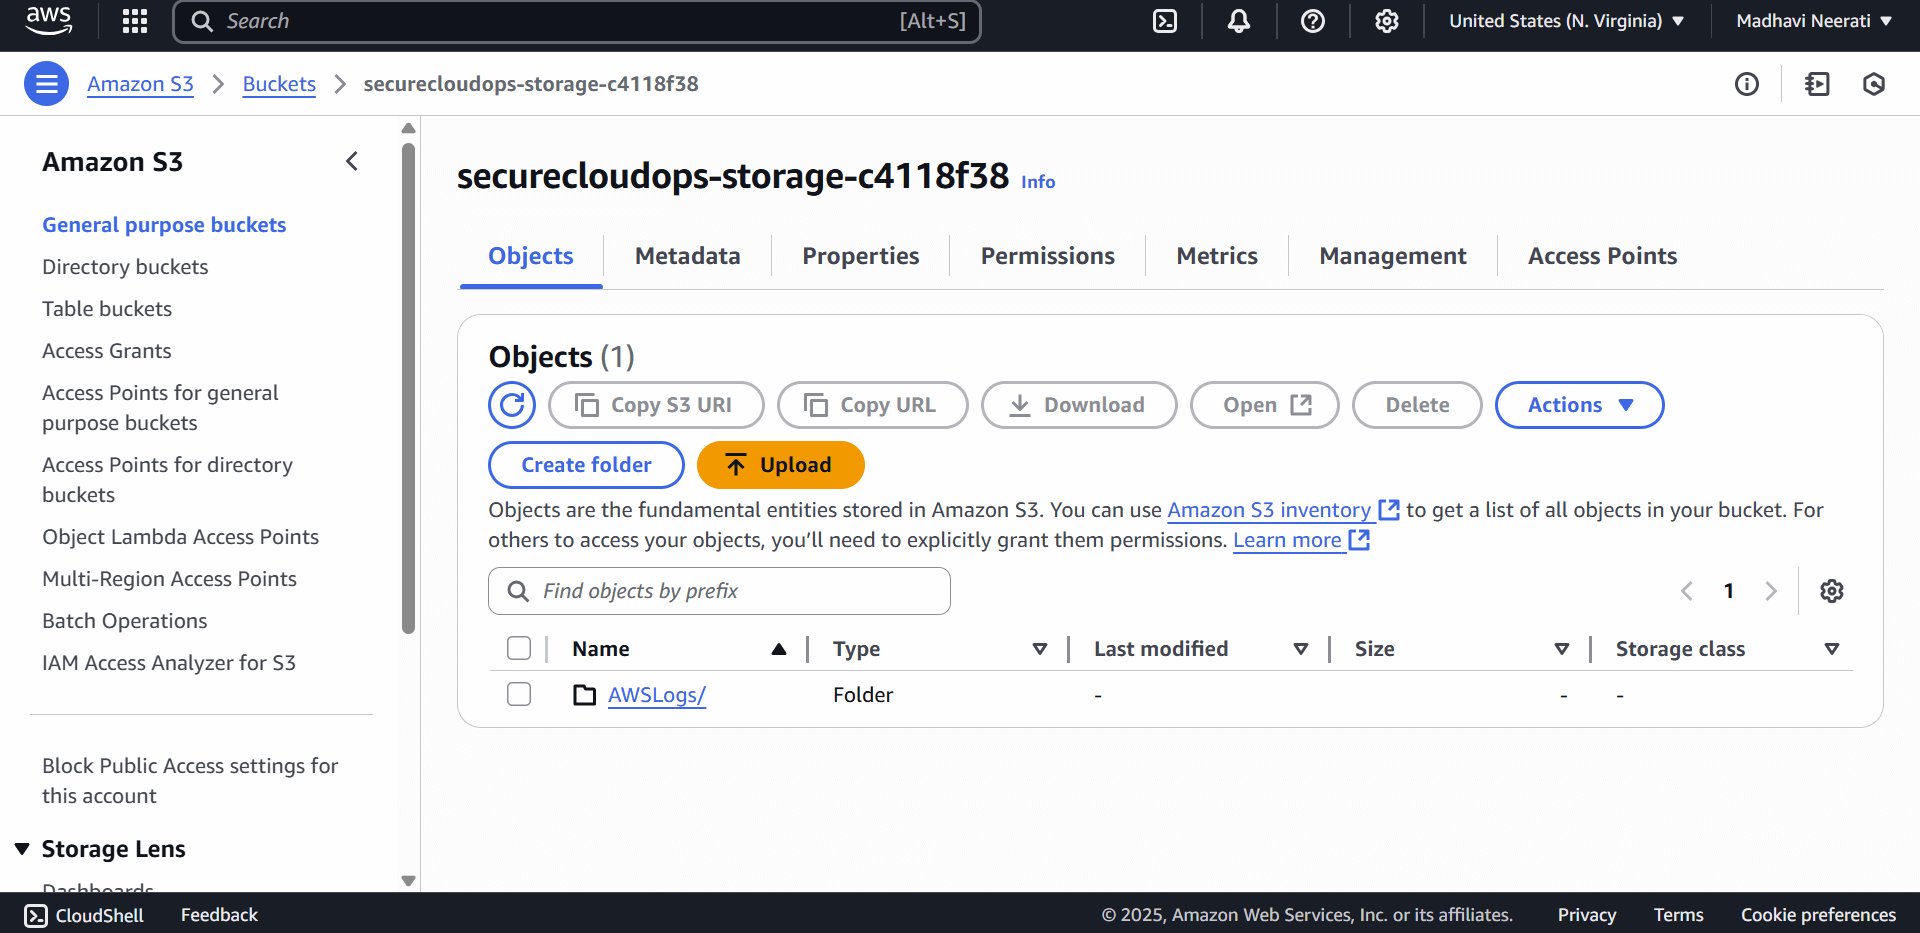 aws
Search [Alt+S]
United States (N. Virginia) Madhavi Neerati
Amazon S3 Buckets securecloudops-storage-c4118f38
Amazon S3
General purpose buckets
Directory buckets
Table buckets
Access Grants
Access Points for general
purpose buckets
Access Points for directory
buckets
Object Lambda Access Points
Multi-Region Access Points
Batch Operations
IAM Access Analyzer for S3
Block Public Access settings for
this account
Storage Lens
Dashboards
securecloudops-storage-c4118f38 Info
Objects Metadata Properties Permissions Metrics Management Access Points
Objects (1)
Copy S3 URI Copy URL Download Open Delete Actions
Create folder Upload
Objects are the fundamental entities stored in Amazon S3. You can use Amazon S3 inventory to get a list of all objects in your bucket. For
others to access your objects, you’ll need to explicitly grant them permissions. Learn more
Find objects by prefix
1
Name Type Last modified Size Storage class
AWSLogs/ Folder - - -
CloudShell Feedback © 2025, Amazon Web Services, Inc. or its affiliates. Privacy Terms Cookie preferences